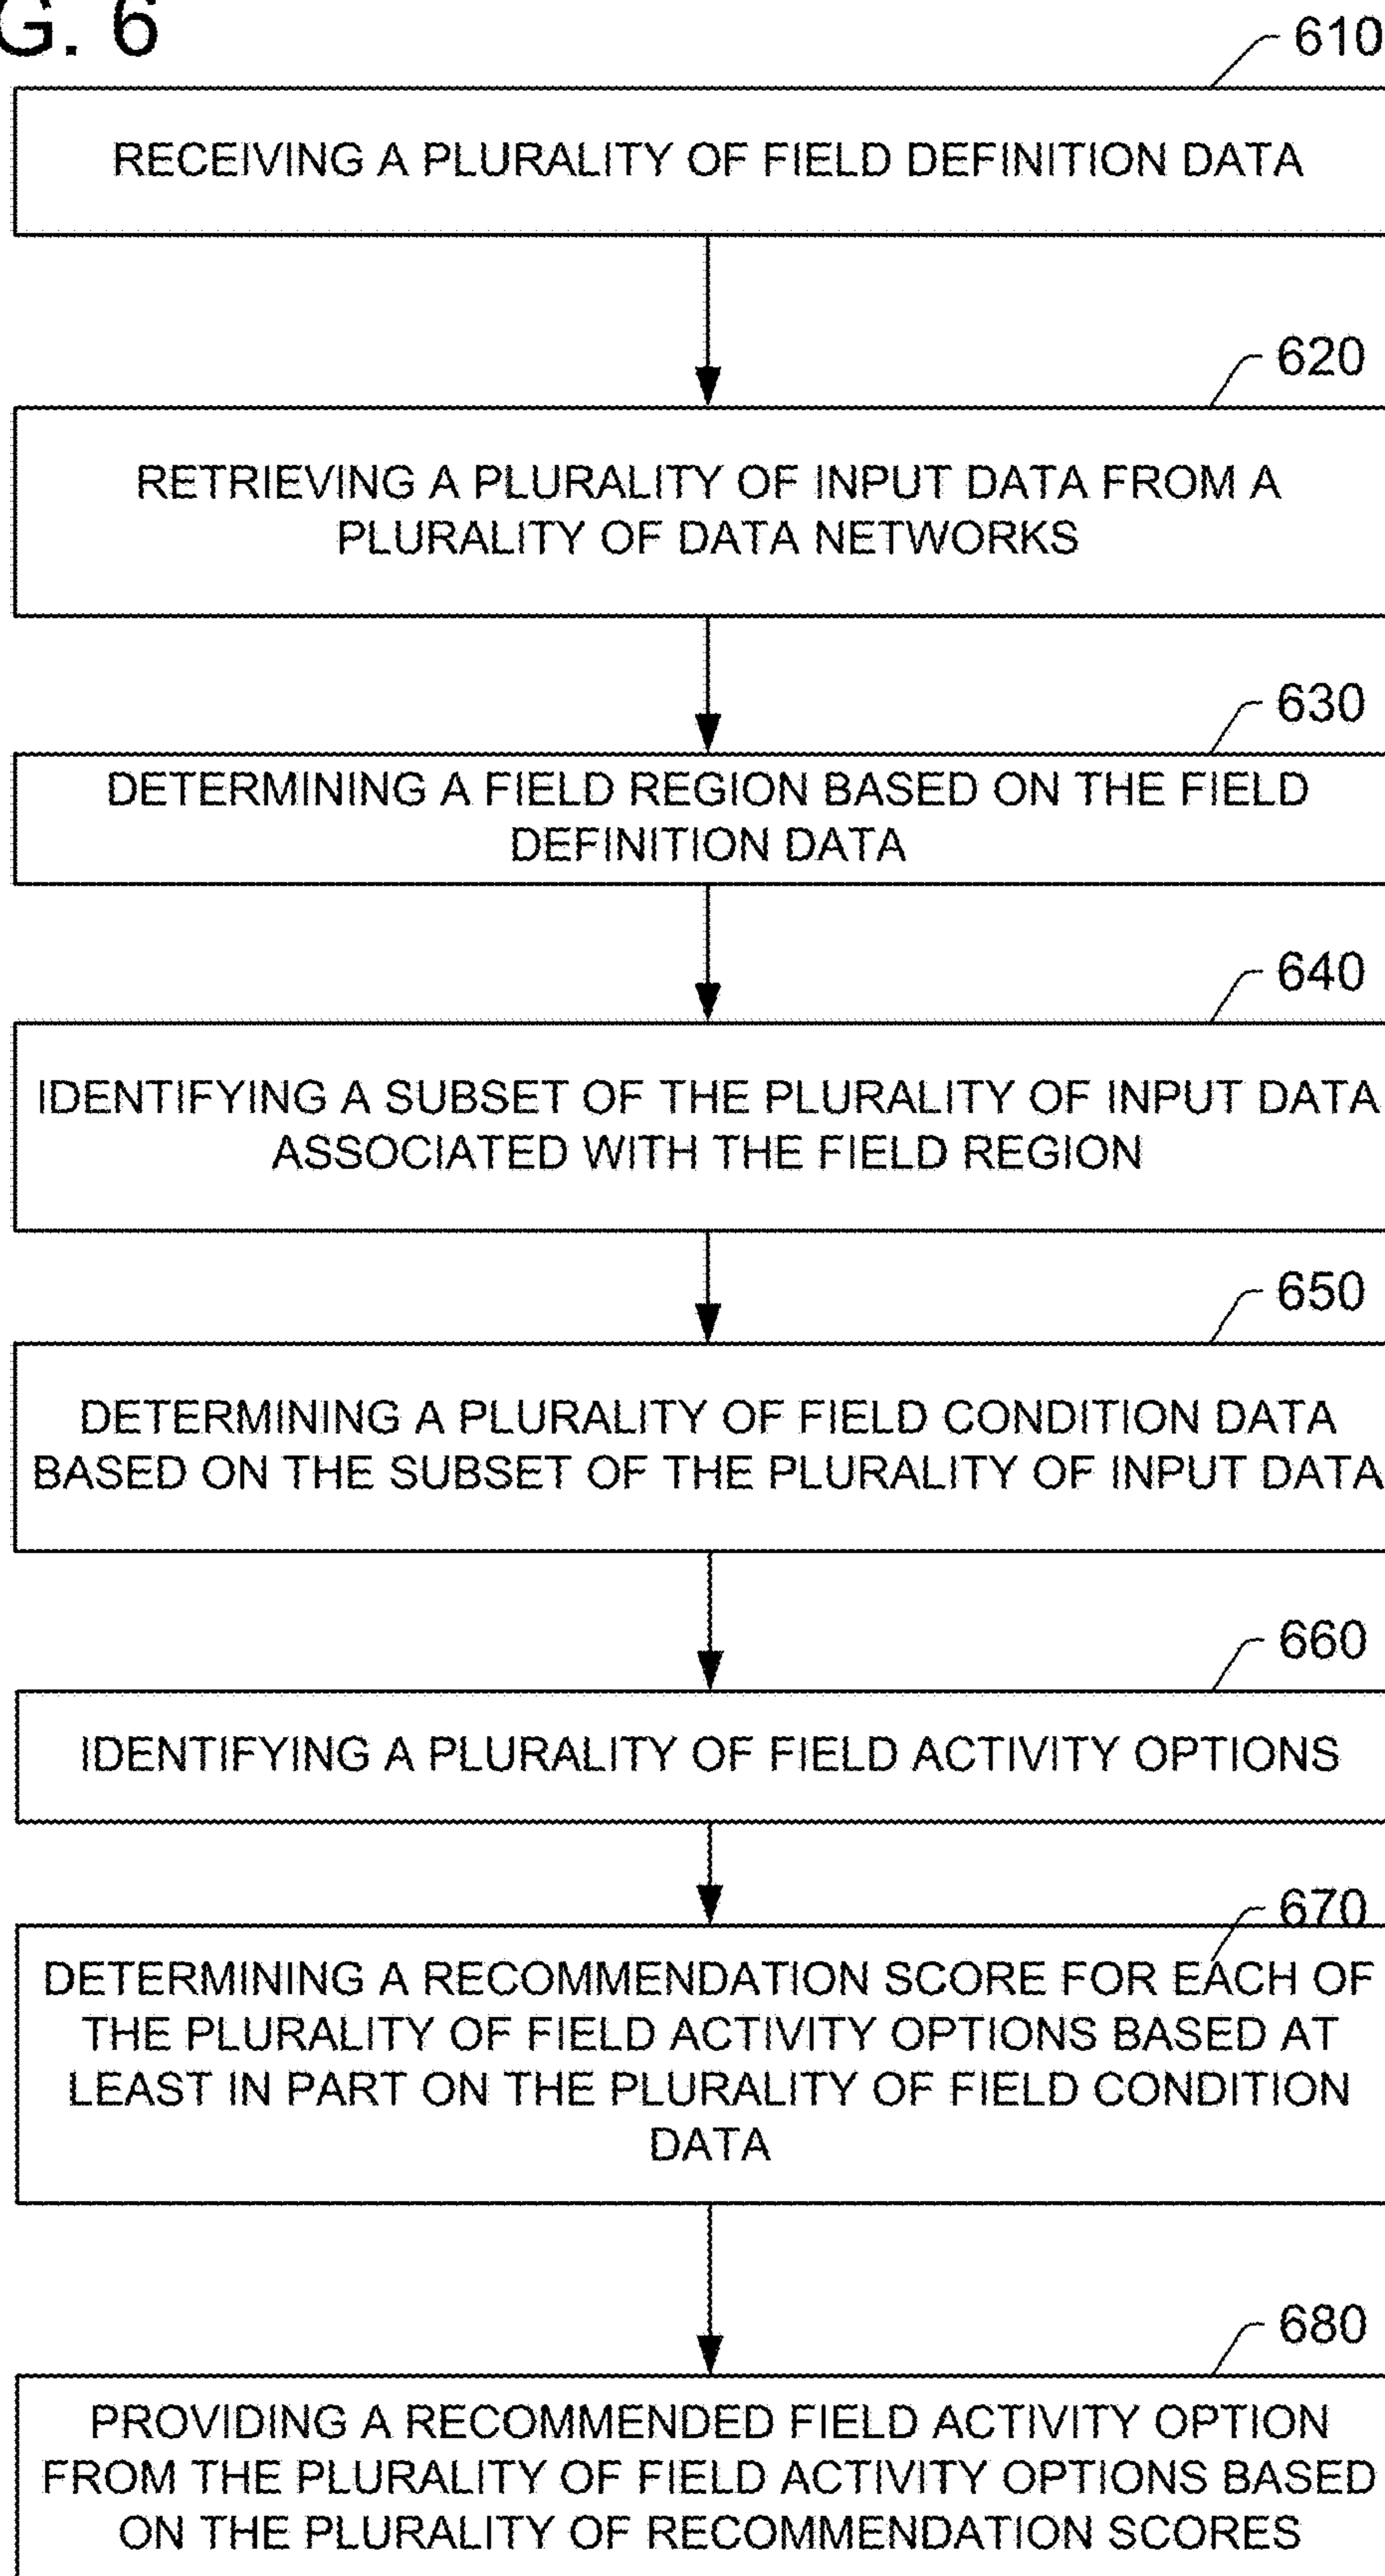 G. 6
610
RECEIVING A PLURALITY OF FIELD DEFINITION DATA
620
RETRIEVING A PLURALITY OF INPUT DATA FROM A
PLURALITY OF DATA NETWORKS
630
DETERMINING A FIELD REGION BASED ON THE FIELD
DEFINITION DATA
640
IDENTIFYING A SUBSET OF THE PLURALITY OF INPUT DATA
ASSOCIATED WITH THE FIELD REGION
650
DETERMINING A PLURALITY OF FIELD CONDITION DATA
BASED ON THE SUBSET OF THE PLURALITY OF INPUT DATA
660
IDENTIFYING A PLURALITY OF FIELD ACTIVITY OPTIONS
670
DETERMINING A RECOMMENDATION SCORE FOR EACH OF
THE PLURALITY OF FIELD ACTIVITY OPTIONS BASED AT
LEAST IN PART ON THE PLURALITY OF FIELD CONDITION
DATA
680
PROVIDING A RECOMMENDED FIELD ACTIVITY OPTION
FROM THE PLURALITY OF FIELD ACTIVITY OPTIONS BASED
ON THE PLURALITY OF RECOMMENDATION SCORES